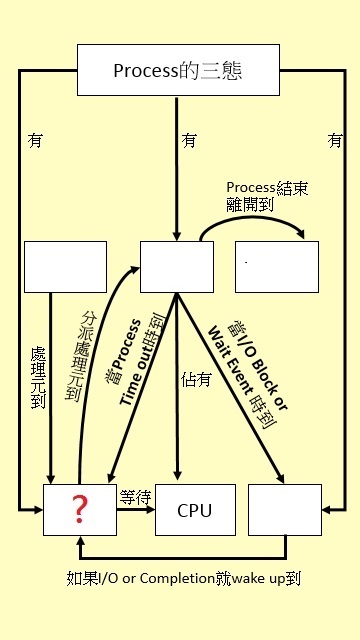 Process的三態
有
有
有
Process結束
離開到
處理元到
分派處理元到
當Process
Time out時到
佔有
當I/O Block or
Wait Event 時到
?
等待
CPU
如果I/O or Completion就wake up到